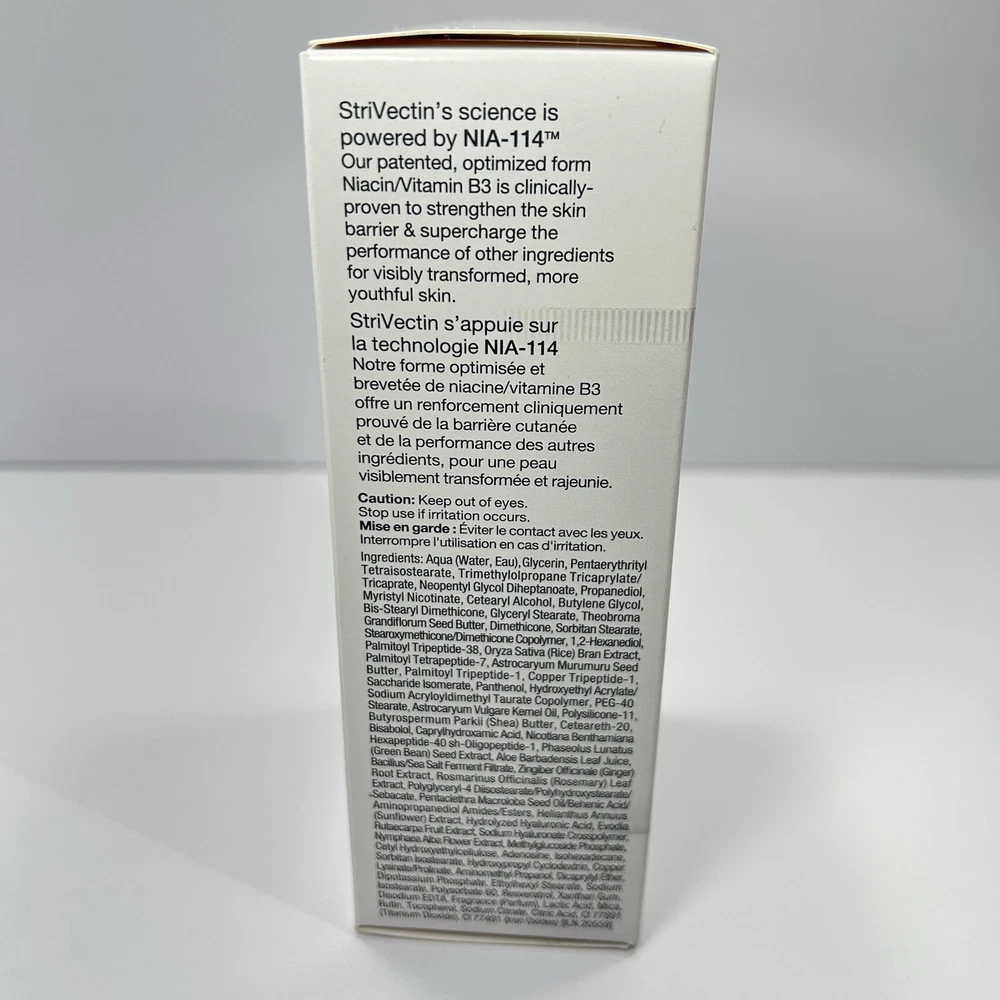 StriVectin's science is
powered by NIA-114™
Our patented, optimized form
Niacin/Vitamin B3 is clinically-
proven to strengthen the skin
barrier & supercharge the
performance of other ingredients
for visibly transformed, more
youthful skin.
StriVectin s'appuie sur
la technologie NIA-114
Notre forme optimisée et
brevetée de niacine/vitamine B3
offre un renforcement cliniquement
prouvé de la barrière cutanée
et de la performance des autres
ingrédients, pour une peau
visiblement transformée et rajeunie.
Caution: Keep out of eyes.
Stop use if irritation occurs.
Mise en garde : Éviter le contact avec les yeux.
Interrompre l'utilisation en cas d'irritation.
Ingredients: Aqua (Water, Eau), Glycerin, Pentaerythrityl
Tetraisostearate, Trimethylolpropane Tricaprylate/
Tricaprate, Neopentyl Glycol Diheptanoate, Propanediol,
Myristyl Nicotinate, Cetearyl Alcohol, Butylene Glycol,
Bis-Stearyl Dimethicone, Glyceryl Stearate, Theobroma
Grandiflorum Seed Butter, Dimethicone, Sorbitan Stearate,
Stearoxymethicone/Dimethicone Copolymer, 1,2-Hexanediol,
Palmitoyl Tripeptide-38, Oryza Sativa (Rice) Bran Extract,
Palmitoyl Tetrapeptide-7, Astrocaryum Murumuru Seed
Butter, Palmitoyl Tripeptide-1, Copper Tripeptide-1,
Saccharide Isomerate, Panthenol, Hydroxyethyl Acrylate/
Sodium Acryloyldimethyl Taurate Copolymer, PEG-40
Stearate, Astrocaryum Vulgare Kernel Oil, Polysilicone-11,
Butyrospermum Parkii (Shea) Butter, Ceteareth-20,
Bisabolol, Caprylhydroxamic Acid, Nicotiana Benthamiana
Hexapeptide-40 sh-Oligopeptide-1, Phaseolus Lunatus
(Green Bean) Seed Extract, Aloe Barbadensis Leaf Juice,
Bacillus/Sea Salt Ferment Filtrate, Zingiber Officinale (Ginger)
Root Extract, Rosmarinus Officinalis (Rosemary) Leaf
Extract, Polyglyceryl-4 Diisostearate/Polyhydroxystearate/
Sebacate, Pentaclethra Macroloba Seed Oil/Behenic Acid/
Aminopropanediol Amides/Esters, Helianthus Annuus
(Sunflower) Extract, Hydrolyzed Hyaluronic Acid, Evodia
Rutaecarpa Fruit Extract, Sodium Hyaluronate Crosspolymer,
Nymphaea Alba Flower Extract, Methylglucoside Phosphate,
Cetyl Hydroxyethylcellulose, Adenosine, Isohexadecane,
Sorbitan Isostearate, Hydroxypropyl Cyclodextrin, Copper
Lysinate/Prolinate, Aminomethyl Propanol, Dicaprylyl Ether,
Dipotassium Phosphate, Ethylhexyl Stearate, Sodium
Isostearate, Polysorbate 60, Resveratrol, Xanthan Gum,
Disodium EDTA, Fragrance (Parfum), Lactic Acid, Mica,
Rutin, Tocopherol, Sodium Citrate, Citric Acid, CI 77891
(Titanium Dioxide), CI 77491 (Iron Oxides)